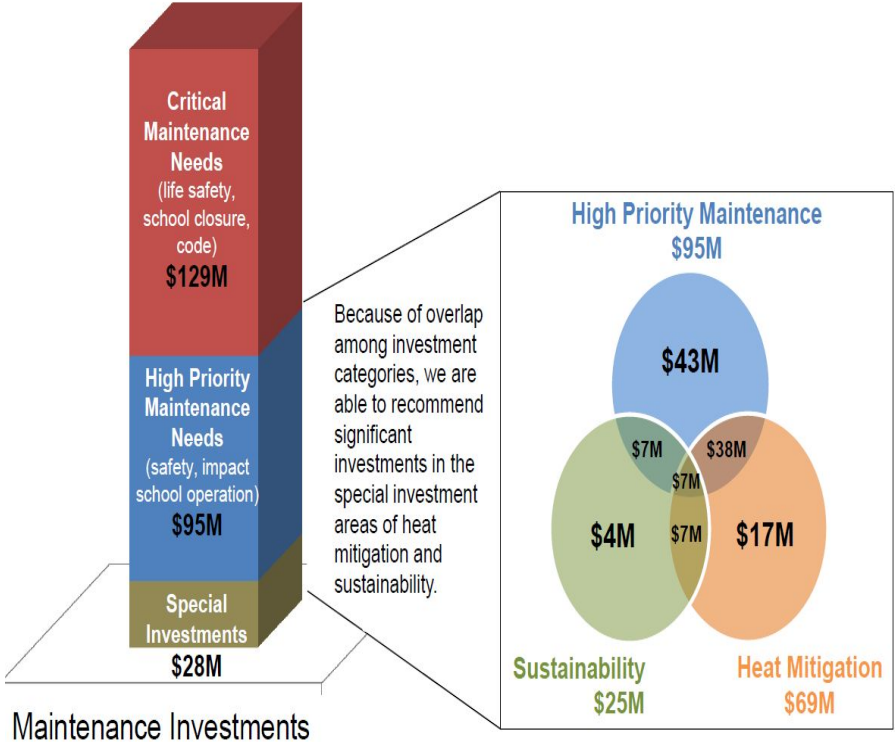 Critical
Maintenance
Needs
(life safety,
school closure,
code)
$129M
High Priority
Maintenance
Needs
(safety, impact
school operation)
$95M
Special
Investments
$28M
Maintenance Investments
Because of overlap
among investment
categories, we are
able to recommend
significant
investments in the
special investment
areas of heat
mitigation and
sustainability.
High Priority Maintenance
$95M
$43M
$7M
$38M
$7M
$4M
$7M
$17M
Sustainability
$25M
Heat Mitigation
$69M